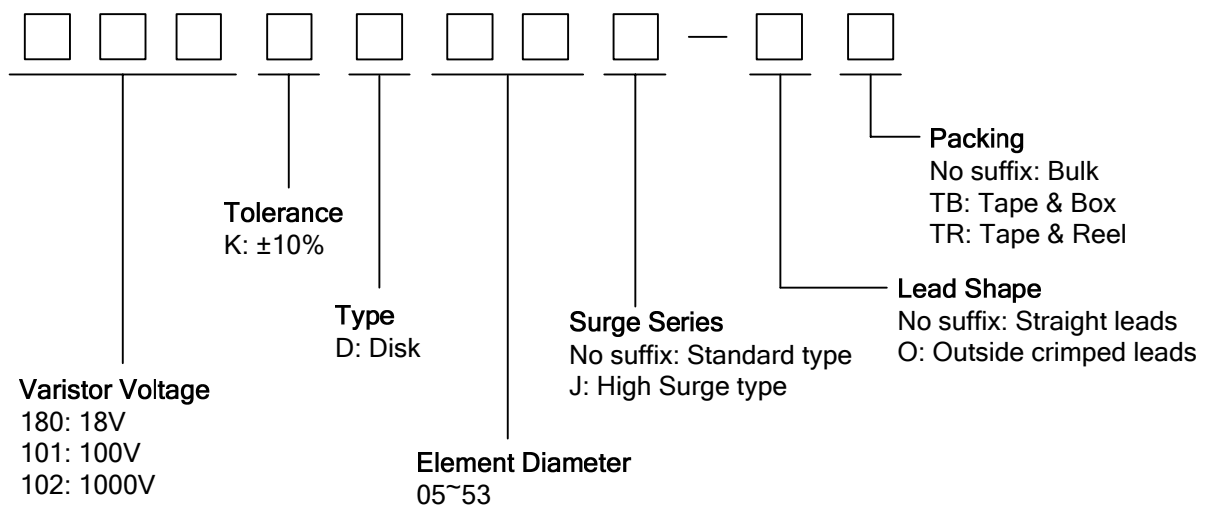 Packing
No suffix: Bulk
TB: Tape & Box
TR: Tape & Reel
Tolerance
K: ±10%
Lead Shape
No suffix: Straight leads
O: Outside crimped leads
Type
D: Disk
Surge Series
No suffix: Standard type
J: High Surge type
Varistor Voltage
180: 18V
101: 100V
102: 1000V
Element Diameter
05~53